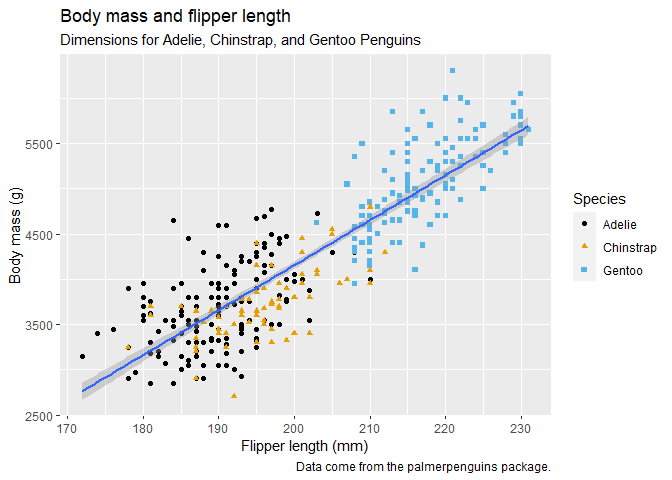 Body mass and flipper length
Dimensions for Adelie, Chinstrap, and Gentoo Penguins
Body mass (g)
5500
4500
3500
2500
170 180 190 200 210 220 230
Flipper length (mm)
Species
Adelie
Chinstrap
Gentoo
Data come from the palmerpenguins package.